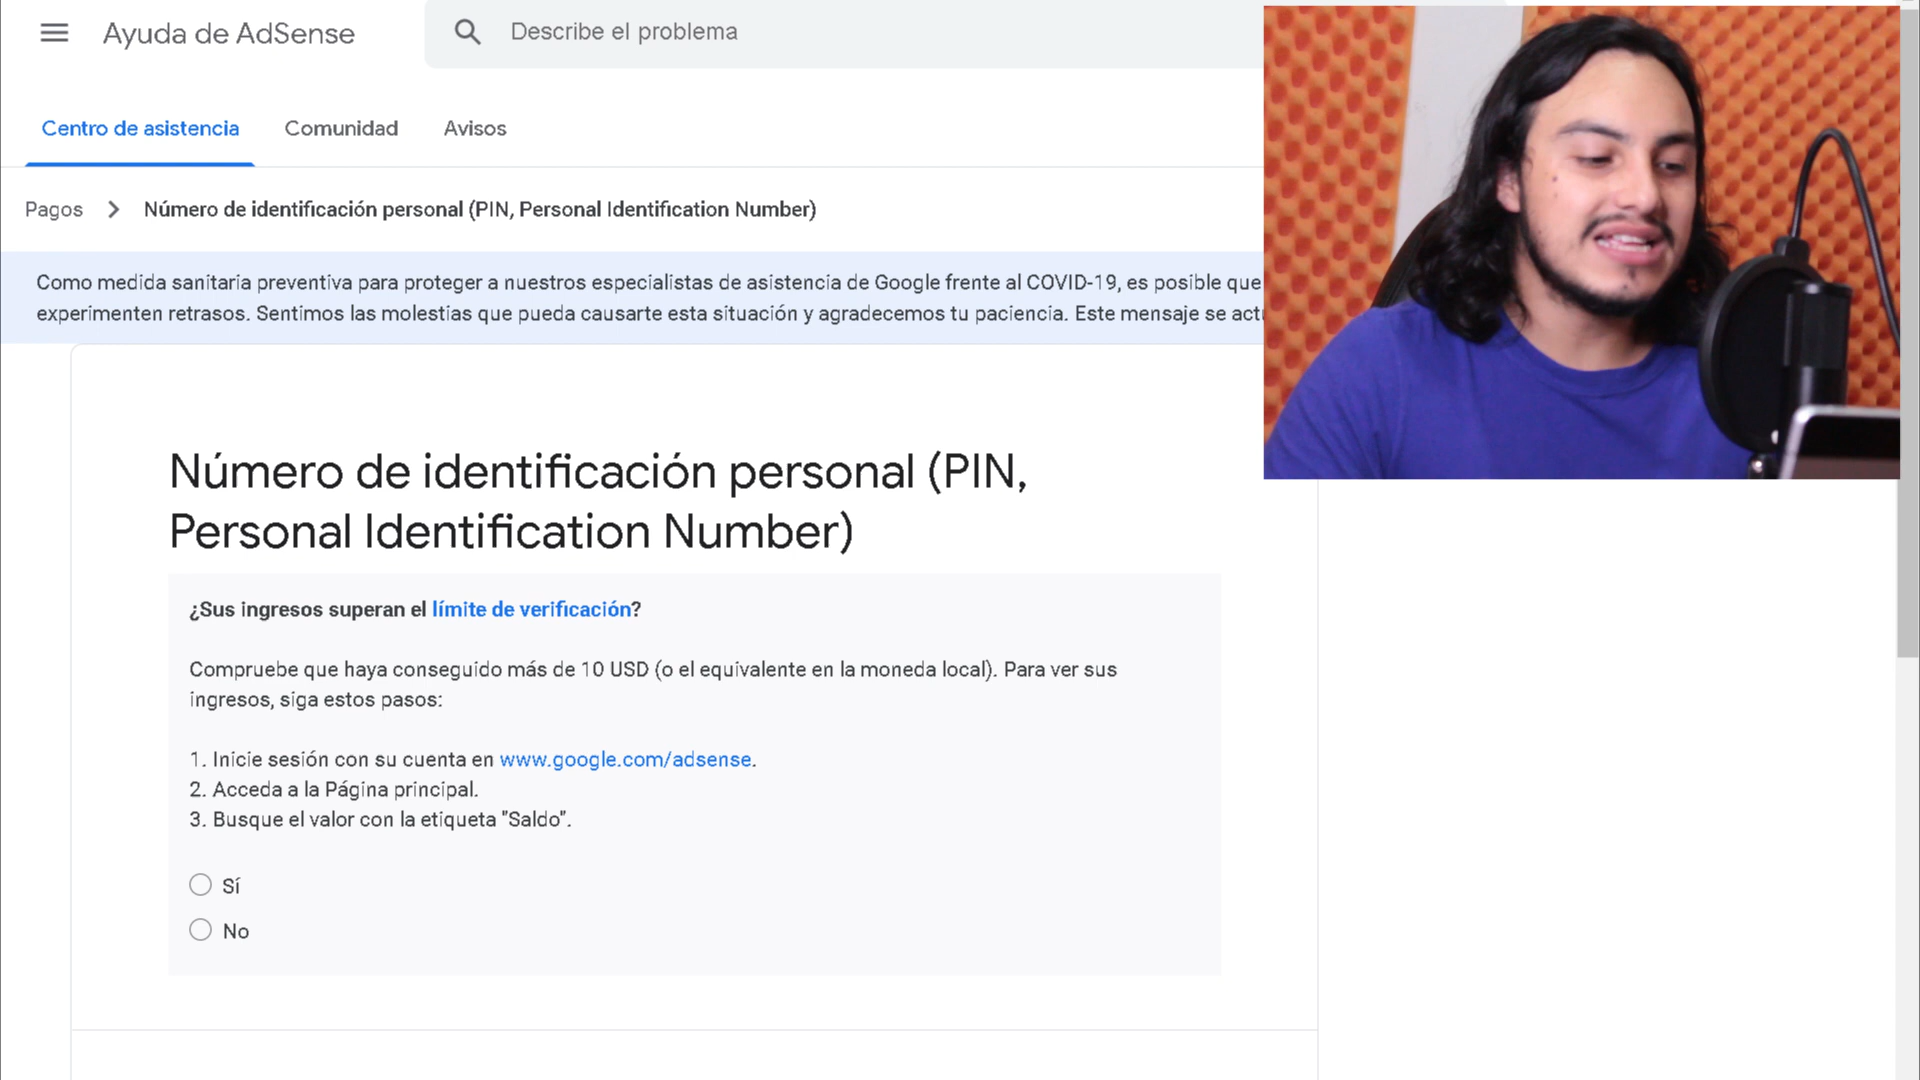 Ayuda de AdSense
Describe el problema
Centro de asistencia
Comunidad
Avisos
Pagos > Número de identificación personal (PIN, Personal Identification Number)
Como medida sanitaria preventiva para proteger a nuestros especialistas de asistencia de Google frente al COVID-19, es posible que
experimenten retrasos. Sentimos las molestias que pueda causarte esta situación y agradecemos tu paciencia. Este mensaje se
Número de identificación personal (PIN,
Personal Identification Number)
¿Sus ingresos superan el límite de verificación?
Compruebe que haya conseguido más de 10 USD (o el equivalente en la moneda local). Para ver sus
ingresos, siga estos pasos:
1. Inicie sesión con su cuenta en www.google.com/adsense.
2. Acceda a la Página principal.
3. Busque el valor con la etiqueta "Saldo".
Sí
No